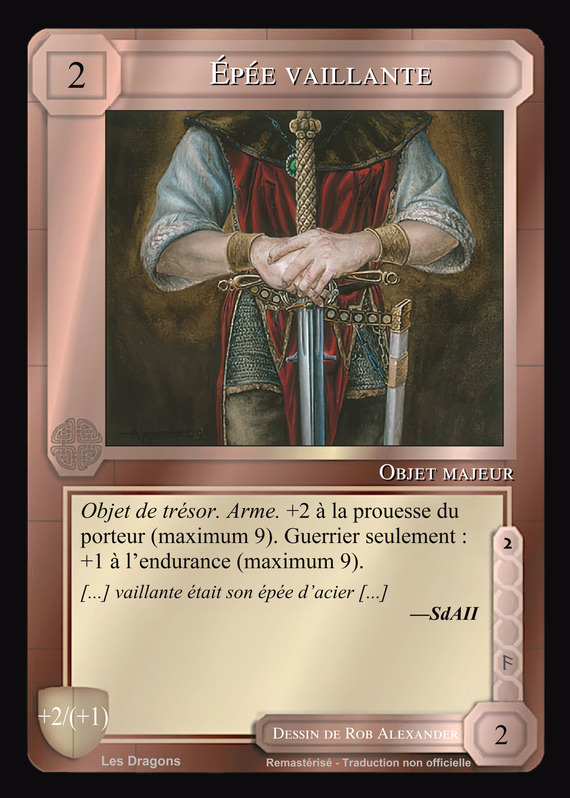 2
Épée vaillante
Objet majeur
Objet de trésor. Arme. +2 à la prouesse du
porteur (maximum 9). Guerrier seulement :
+1 à l’endurance (maximum 9).
[...] vaillante était son épée d’acier [...]
—SdAII
2
ᚠ
+2/(+1)
Dessin de Rob Alexander
2
Les Dragons
Remastérisé - Traduction non officielle